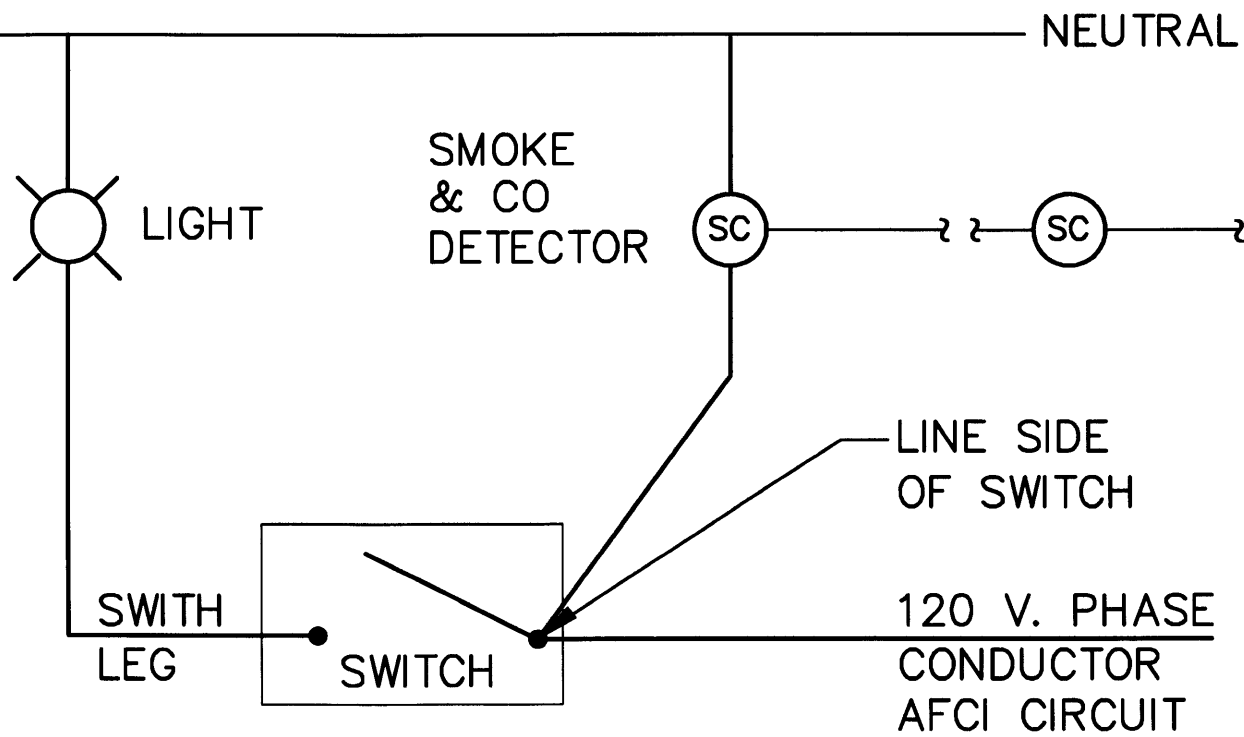 NEUTRAL
SMOKE
& CO
DETECTOR
LIGHT
SC
SC
LINE SIDE
OF SWITCH
SWITH
LEG
SWITCH
120 V. PHASE
CONDUCTOR
AFCI CIRCUIT